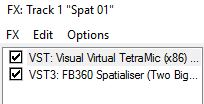 FX: Track 1 "Spat 01"
FX Edit Options
VST: Visual Virtual TetraMic (x86) ...
VST3: FB360 Spatialiser (Two Big...